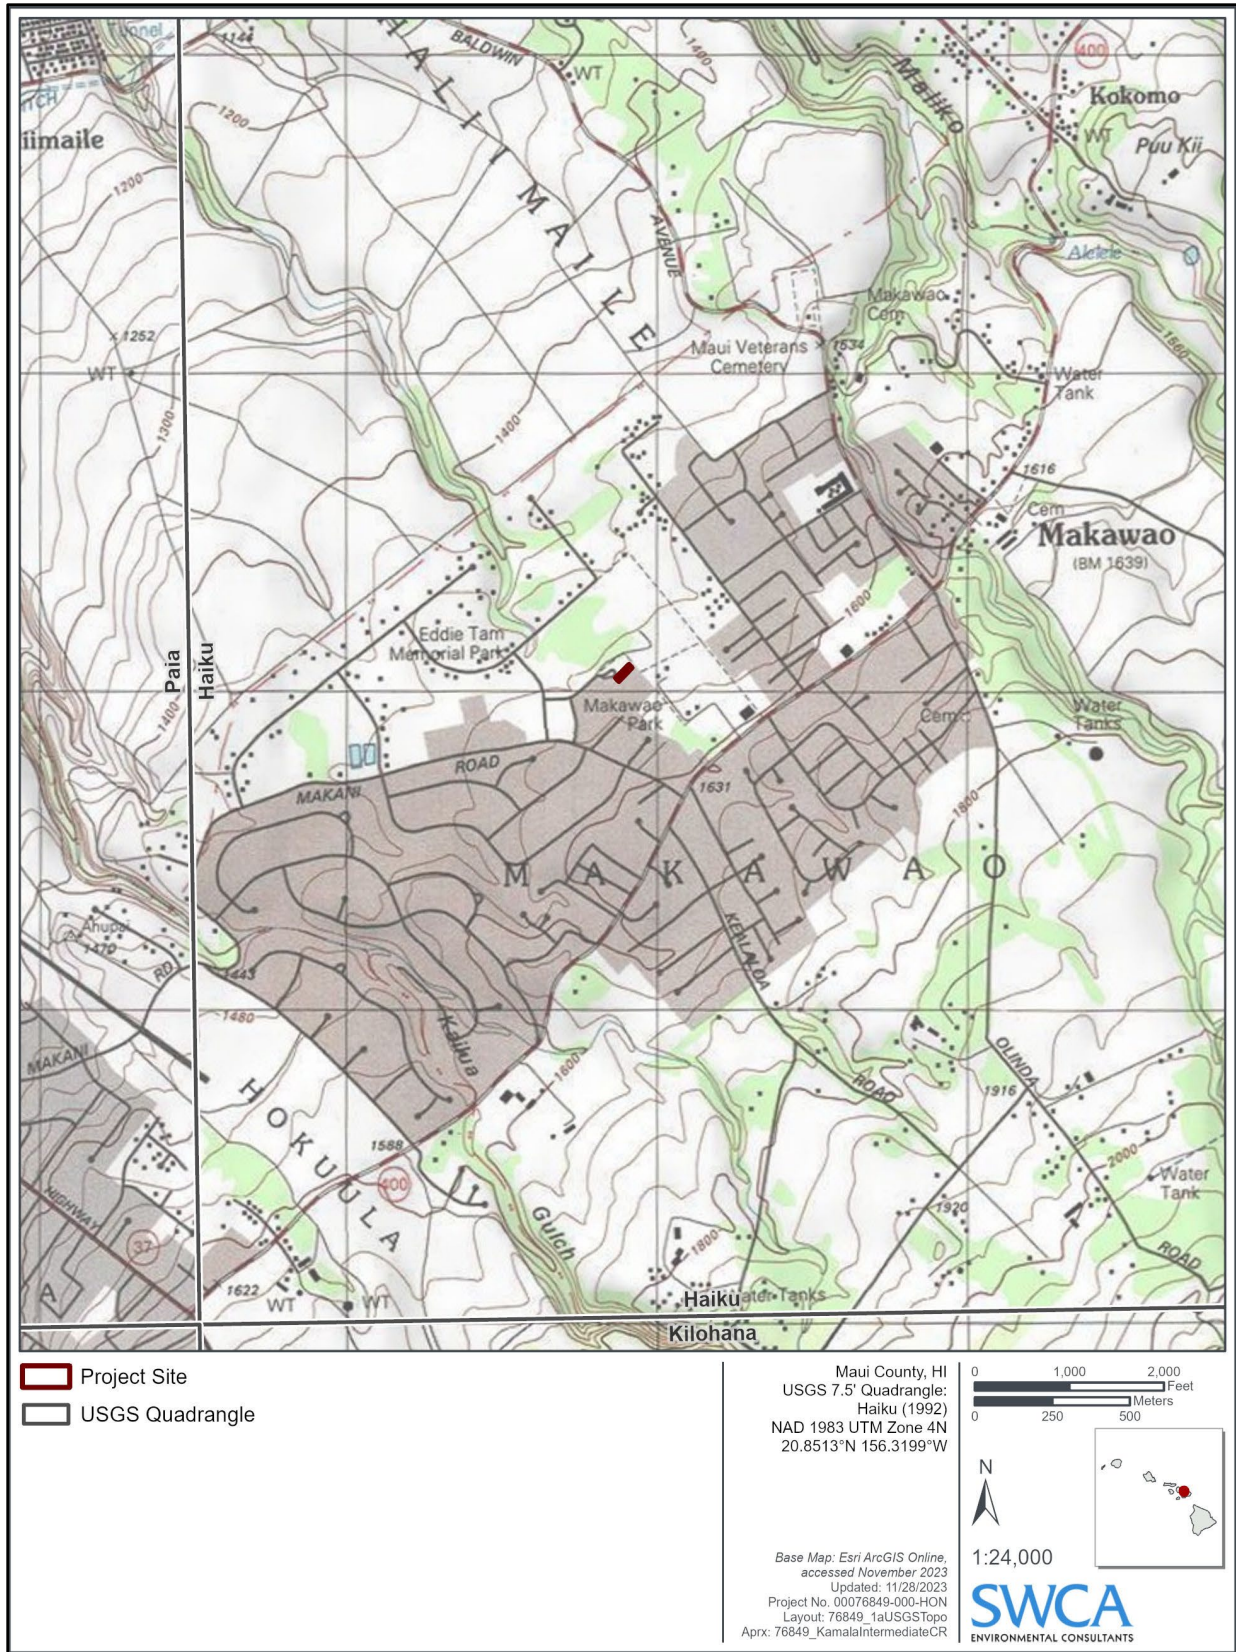 Tunnel
1144
BALDWIN
WT
1400
400
Kokomo
WT
Puu Kii
Maliko
HALIIMAILE
1200
iimaile
1200
AVENUE
Alelele
Makawao
Cem
1560
1252
WT
1534
Maui Veterans
Cemetery
Water
Tank
1300
1400
1616
Cem
Makawao
(BM 1639)
1600
Eddie Tam
Memorial Park
Paia
Haiku
1400
Makawao
Park
Cem
Water
Tanks
ROAD
MAKANI
1631
1800
MAKAWAO
KEALALOA
Ahupai
1470
RD
1443
1480
Kailua
MAKANI
1600
OLINDA
ROAD
1916
HOKUULA
1588
400
2000
Water
Tank
HIGHWAY
37
Gulch
1800
1920
ROAD
A
1622
WT
WT
Haiku
ater Tanks
Kilohana
Project Site
USGS Quadrangle
Maui County, HI
USGS 7.5' Quadrangle:
Haiku (1992)
NAD 1983 UTM Zone 4N
20.8513°N 156.3199°W
Base Map: Esri ArcGIS Online,
accessed November 2023
Updated: 11/28/2023
Project No. 00076849-000-HON
Layout: 76849_1aUSGSTopo
Aprx: 76849_KamalaIntermediateCR
0 1,000 2,000
Feet
Meters
0 250 500
N
1:24,000
SWCA
ENVIRONMENTAL CONSULTANTS